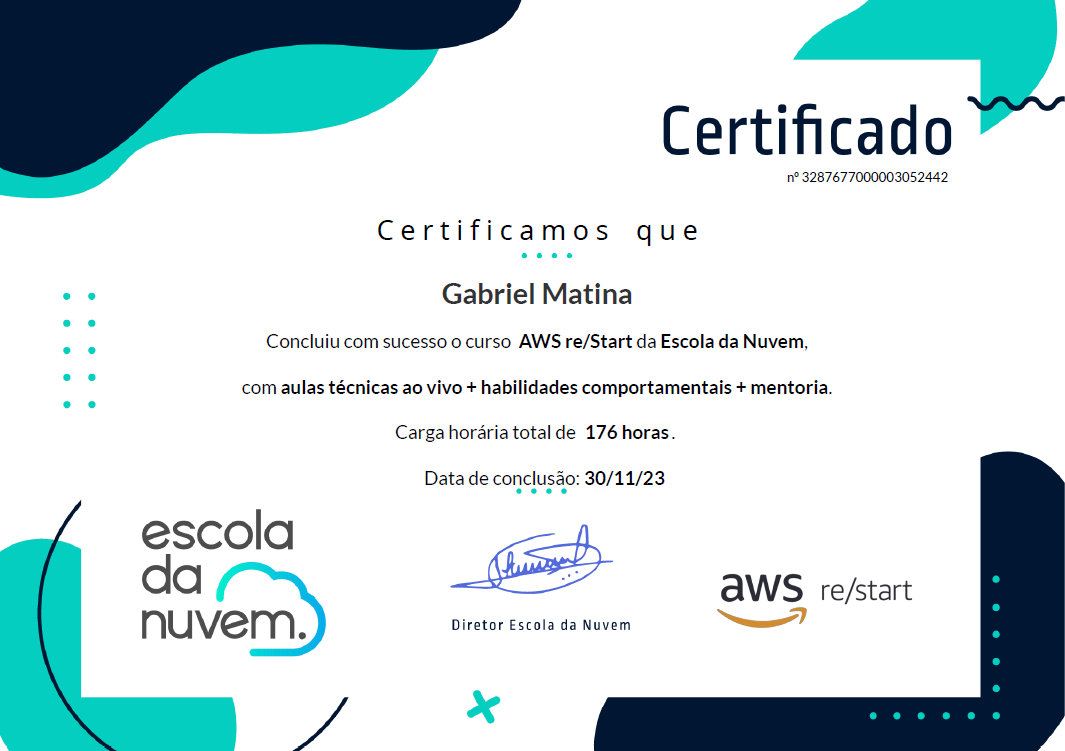 Certificado
nº 3287677000003052442
Certificamos que
Gabriel Matina
Concluiu com sucesso o curso AWS re/Start da Escola da Nuvem,
com aulas técnicas ao vivo + habilidades comportamentais + mentoria.
Carga horária total de 176 horas.
Data de conclusão: 30/11/23
escola
da
nuvem.
Diretor Escola da Nuvem
aws re/start